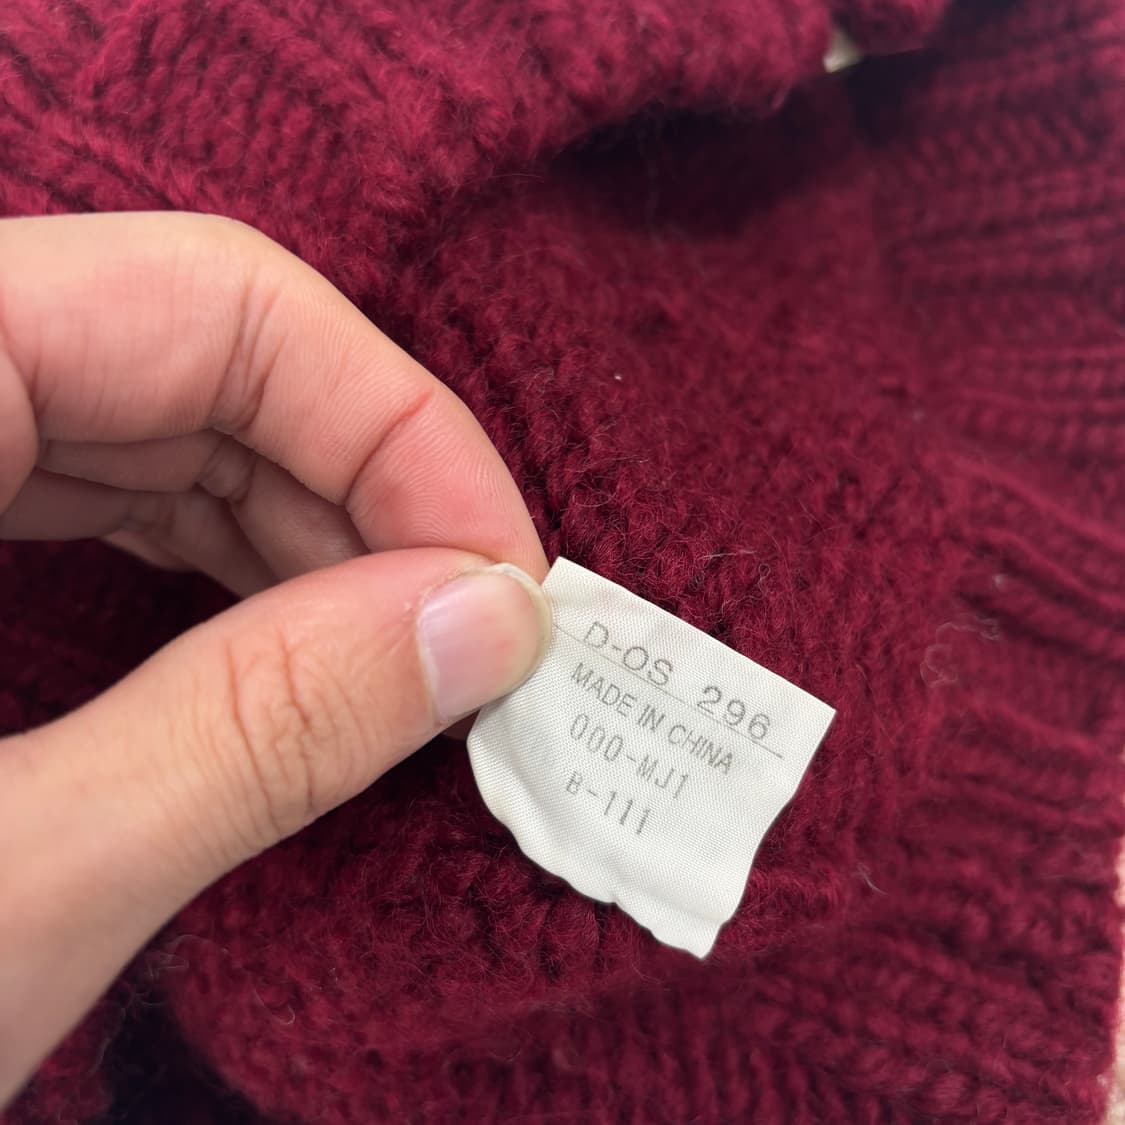 D-OS 296
MADE IN CHINA
000-MJ1
B-111